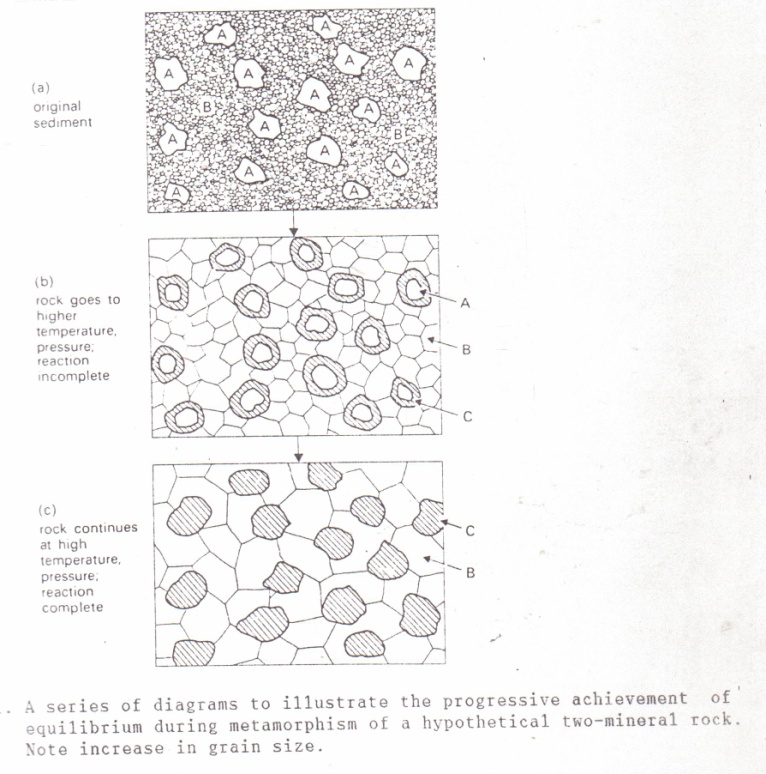 A A
A A A A
A A
B A
A B
A A A
A A
A A
(a)
original
sediment
(b)
rock goes to
higher
temperature,
pressure;
reaction
incomplete
A
B
C
(c)
rock continues
at high
temperature,
pressure;
reaction
complete
C
B
. A series of diagrams to illustrate the progressive achievement of
equilibrium during metamorphism of a hypothetical two-mineral rock.
Note increase in grain size.